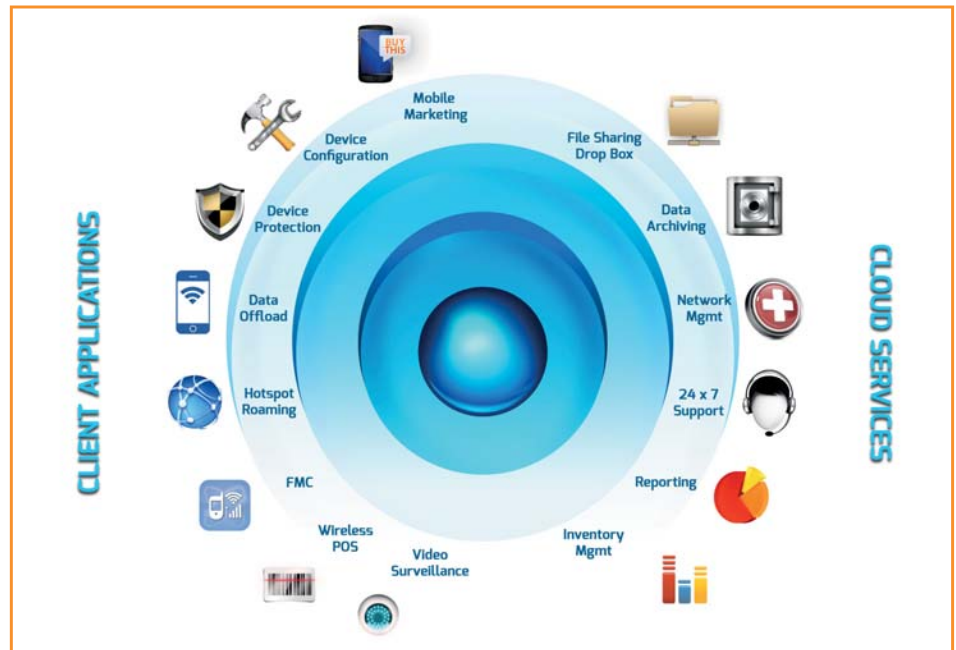 BUY
THIS
Mobile
Marketing
Device
Configuration
Device
Protection
Data
Offload
Hotspot
Roaming
FMC
Wireless
POS
Video
Surveillance
File Sharing
Drop Box
Data
Archiving
Network
Mgmt
24 x 7
Support
Reporting
Inventory
Mgmt
CLIENT APPLICATIONS
CLOUD SERVICES